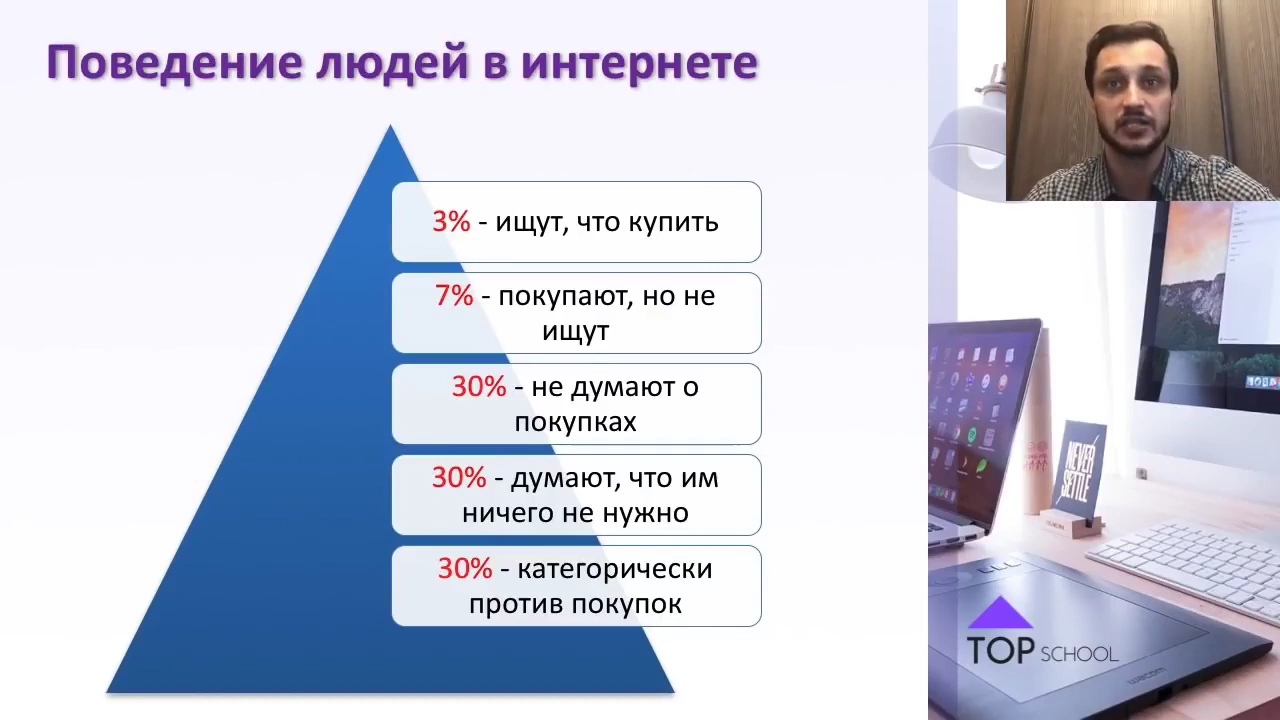 Поведение людей в интернете
3% - ищут, что купить
7% - покупают, но не
ищут
30% - не думают о
покупках
30% - думают, что им
ничего не нужно
30% - категорически
против покупок
NEVER
SETTLE
TOP SCHOOL
wacom